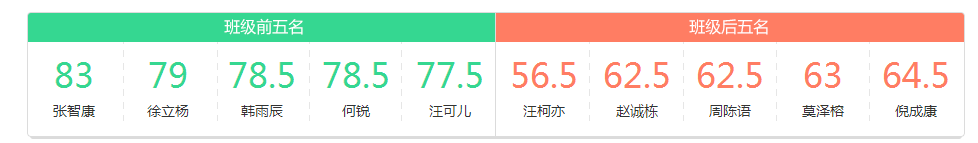 班级前五名 班级后五名
83 79 78.5 78.5 77.5 56.5 62.5 62.5 63 64.5
张智康 徐立杨 韩雨辰 何锐 汪可儿 汪柯亦 赵诚栋 周陈语 莫泽榕 倪成康